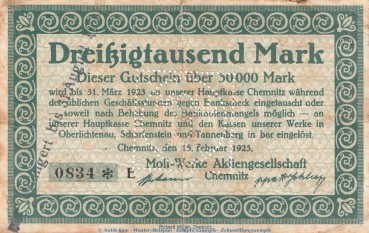 Dreißigtausend Mark
Dieser Gutschein über 30000 Mark
wird bis 31. März 1923 an unserer Hauptkasse Chemnitz während
der üblichen Geschäftsstunden gegen Bankscheck eingetauscht oder
soweit nach Behebung des Banknotenmangels möglich — an
unserer Hauptkasse Chemnitz und den Kassen unserer Werke in
Oberlichtenau, Scharfenstein und Tannenberg in bar eingelöst.
Chemnitz, den 15. Februar 1923.
Moli-Werke Aktiengesellschaft
Chemnitz
0834 * E